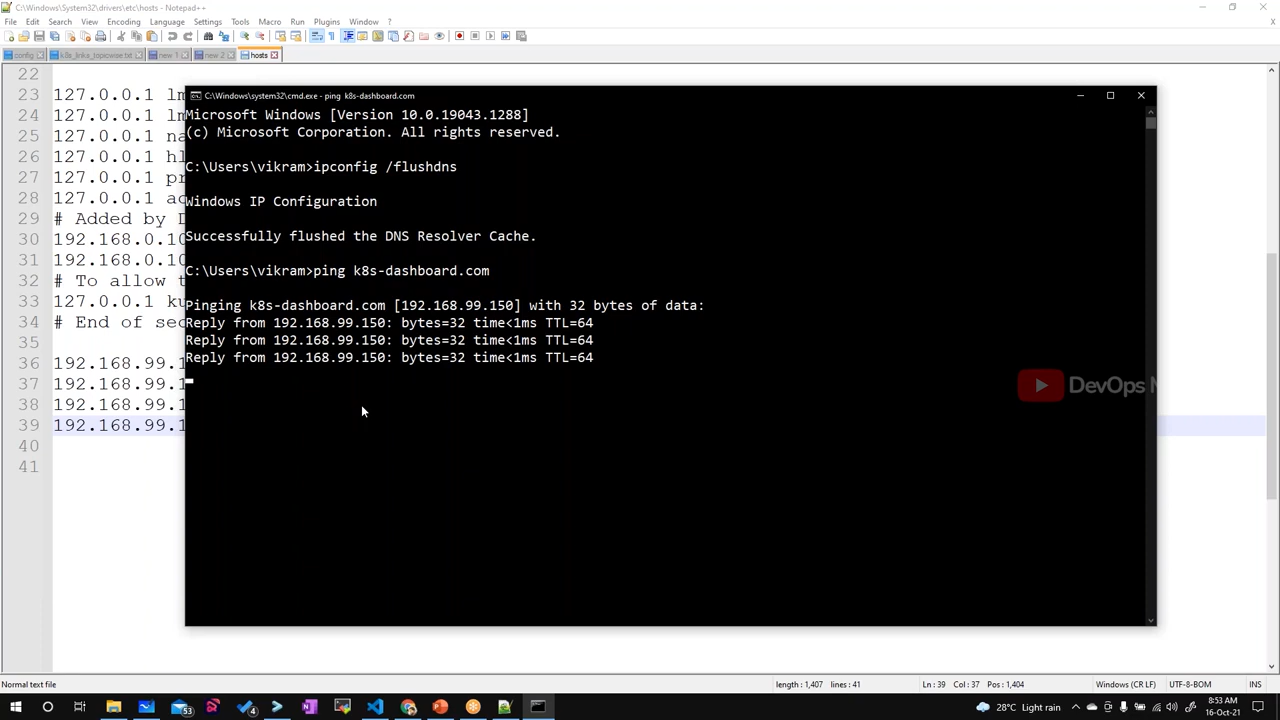 C:\Windows\System32\drivers\etc\hosts - Notepad++
File Edit Search View Encoding Language Settings Tools Macro Run Plugins Window ?
config k8s_links_topicwise.txt new 1 new 2 hosts
22
23 127.0.0.1
24 127.0.0.1
25 127.0.0.1
26 127.0.0.1
27 127.0.0.1
28 127.0.0.1
29 # Added by
30 192.168.0.10
31 192.168.0.10
32 # To allow
33 127.0.0.1
34 # End of
35
36 192.168.99.1
37 192.168.99.1
38 192.168.99.1
39 192.168.99.1
40
41
C:\Windows\system32\cmd.exe - ping k8s-dashboard.com
Microsoft Windows [Version 10.0.19043.1288]
(c) Microsoft Corporation. All rights reserved.
C:\Users\vikram>ipconfig /flushdns
Windows IP Configuration
Successfully flushed the DNS Resolver Cache.
C:\Users\vikram>ping k8s-dashboard.com
Pinging k8s-dashboard.com [192.168.99.150] with 32 bytes of data:
Reply from 192.168.99.150: bytes=32 time<1ms TTL=64
Reply from 192.168.99.150: bytes=32 time<1ms TTL=64
Reply from 192.168.99.150: bytes=32 time<1ms TTL=64
DevOps
Normal text file length : 1,407 lines : 41 Ln : 39 Col : 37 Pos : 1,404 Windows (CR LF) UTF-8-BOM INS
53 4 28°C Light rain 8:53 AM
16-Oct-21